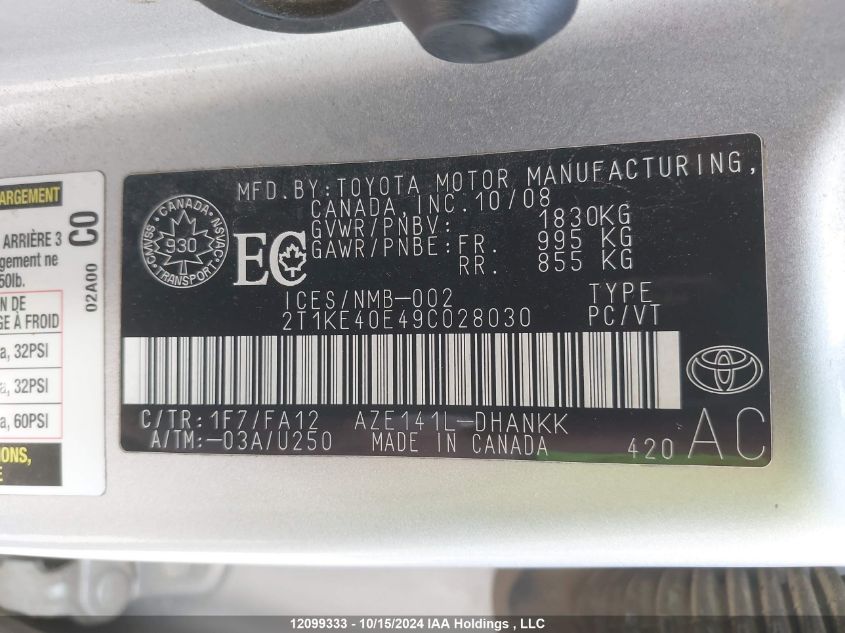 MFD.BY:TOYOTA MOTOR MANUFACTURING,
CANADA, INC.10/08
GVWR/PNBV: 1830KG
GAWR/PNBE:FR. 995 KG
RR. 855 KG
CANADA
CMVSS NSVAC
930
TRANSPORT
EC
ICES/NMB-002 TYPE
2T1KE40E49C028030 PC/VT
C/TR:1F7/FA12 AZE141L-DHANKK
A/TM:-03A/U250 MADE IN CANADA 420 AC
ARGEMENT
ARRIÈRE 3
gement ne
50lb.
N DE
GE À FROID
a, 32PSI
a, 32PSI
a, 60PSI
IONS,
E
02A00 CO
12099333 - 10/15/2024 IAA Holdings , LLC